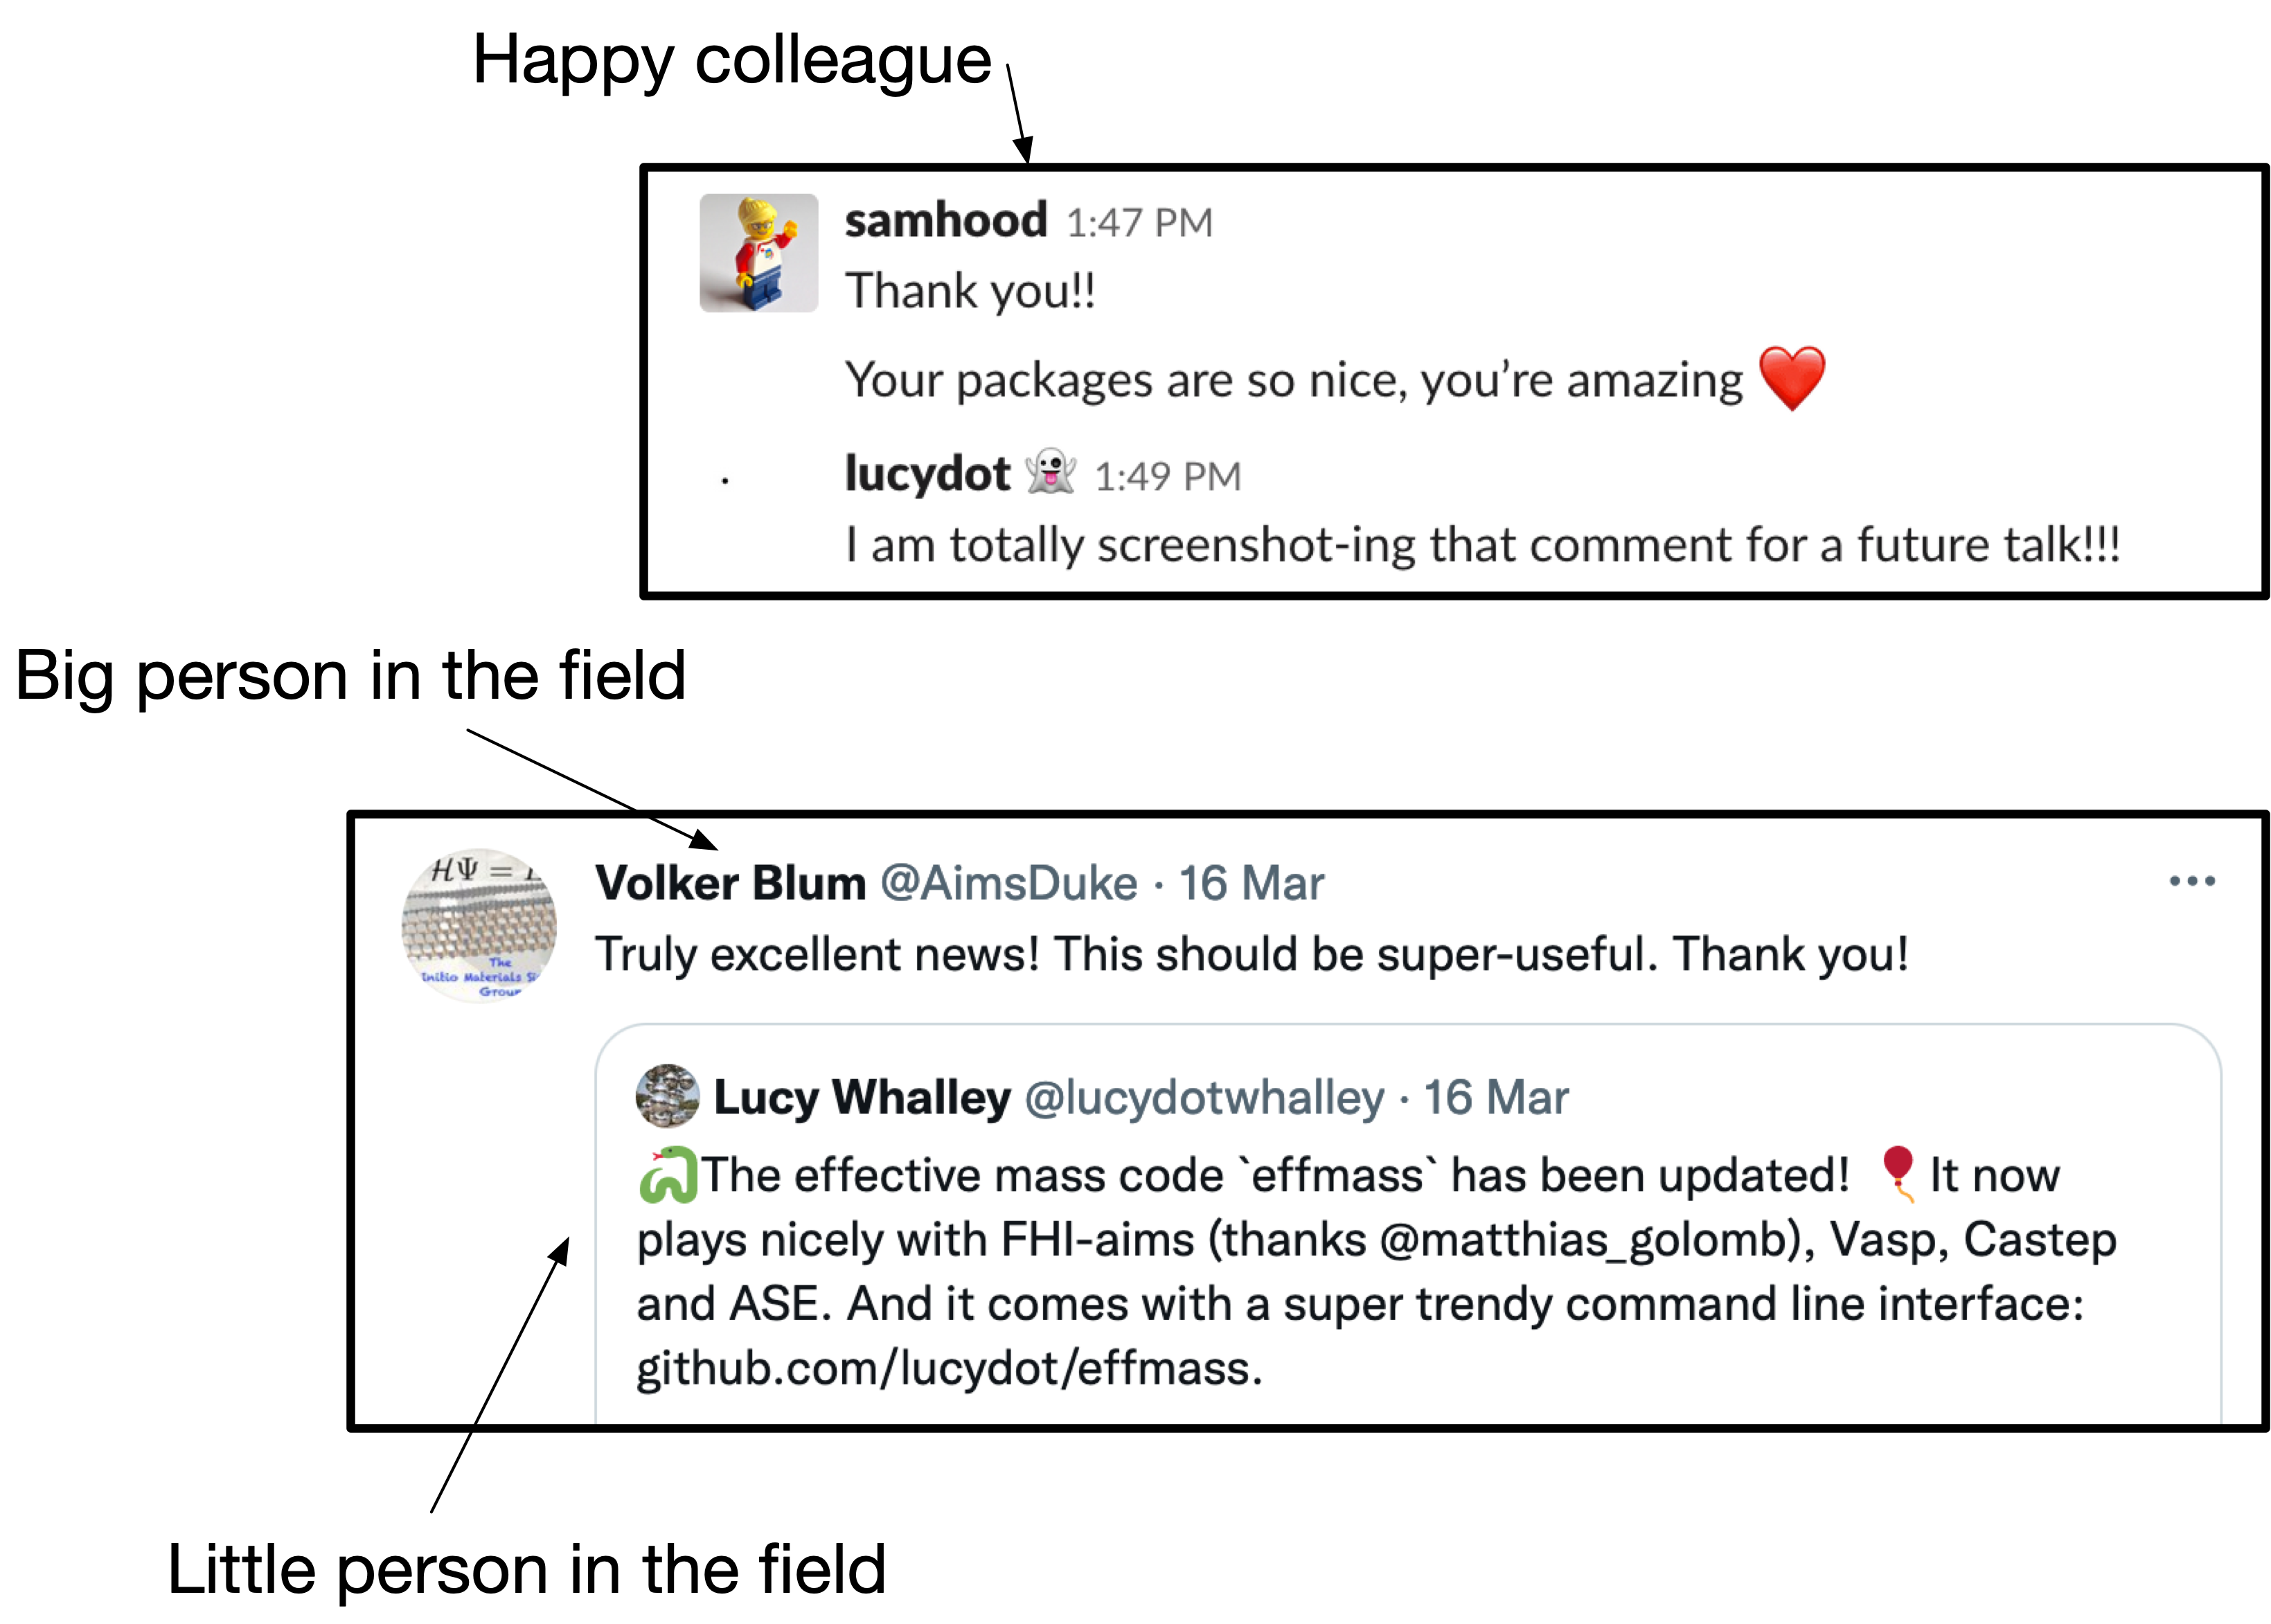 Happy colleague
samhood 1:47 PM
Thank you!!
Your packages are so nice, you’re amazing ❤️
lucydot 👻 1:49 PM
I am totally screenshot-ing that comment for a future talk!!!
Big person in the field
HΨ =
The
Initio Materials Si
Group
Volker Blum @AimsDuke · 16 Mar
Truly excellent news! This should be super-useful. Thank you!
Lucy Whalley @lucydotwhalley · 16 Mar
🐍The effective mass code `effmass` has been updated! 🎈It now
plays nicely with FHI-aims (thanks @matthias_golomb), Vasp, Castep
and ASE. And it comes with a super trendy command line interface:
github.com/lucydot/effmass.
Little person in the field